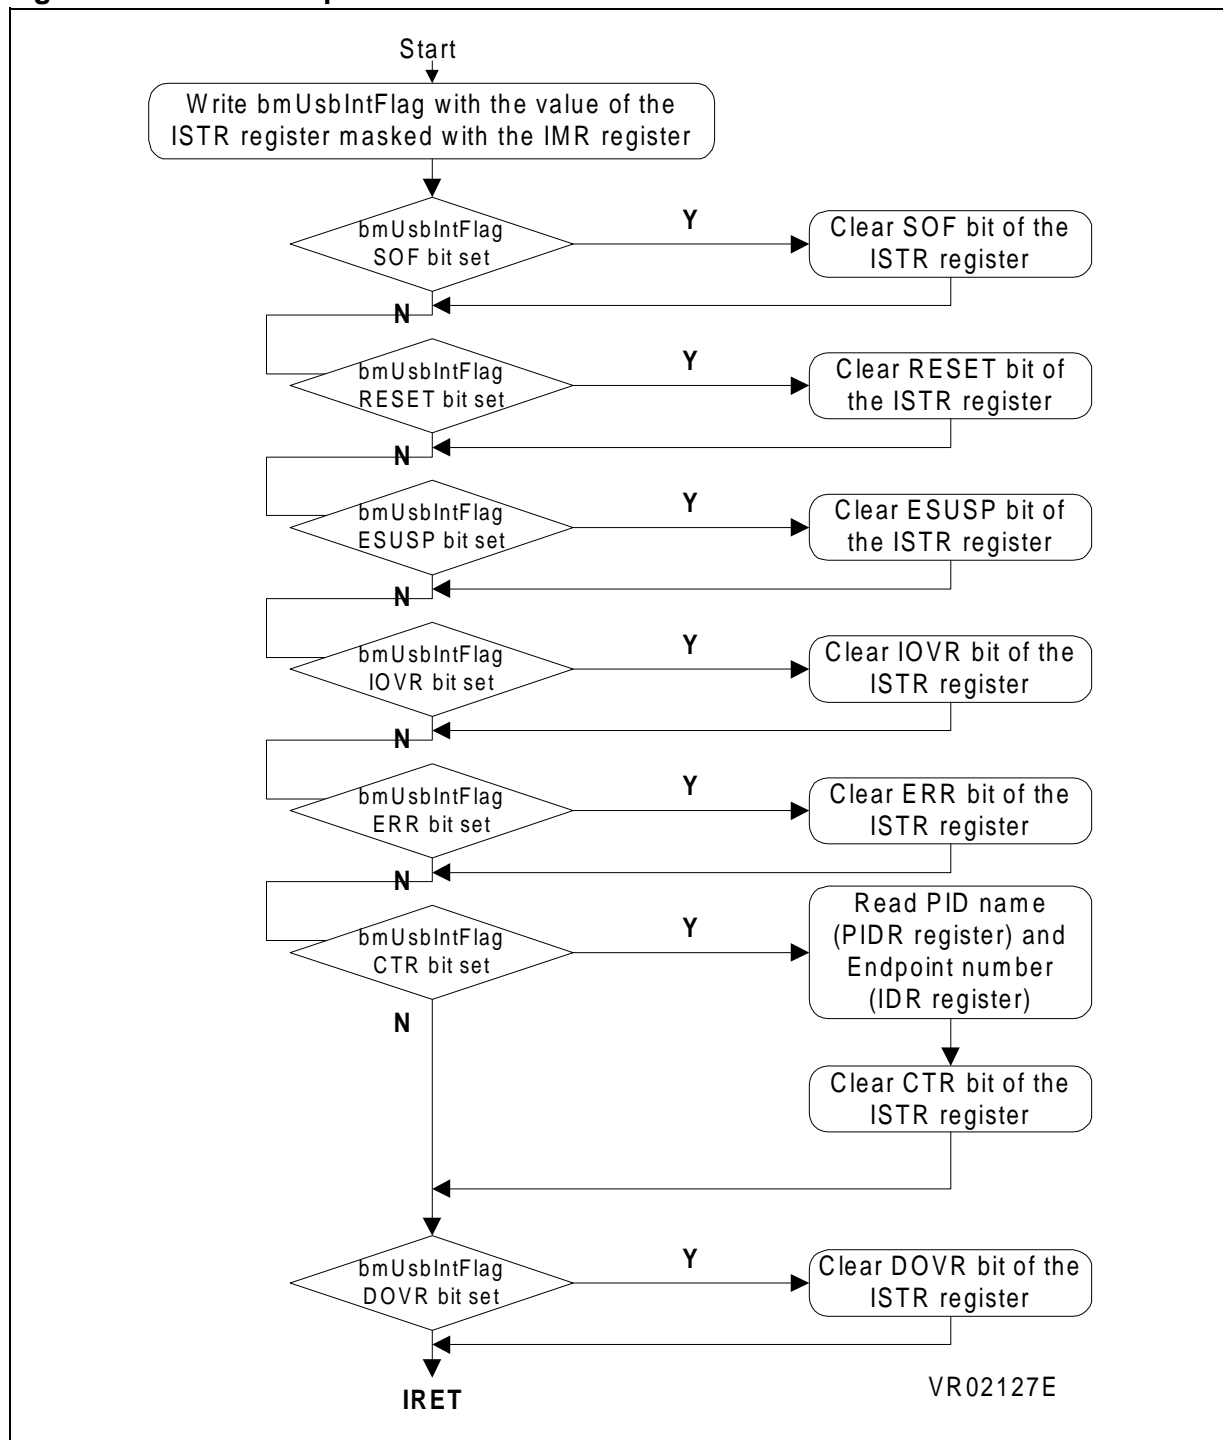 Start
Write bmUsbIntFlag with the value of the
ISTR register masked with the IMR register
bmUsbIntFlag
SOF bit set
Y
Clear SOF bit of the
ISTR register
N
bmUsbIntFlag
RESET bit set
Y
Clear RESET bit of
the ISTR register
N
bmUsbIntFlag
ESUSP bit set
Y
Clear ESUSP bit of
the ISTR register
N
bmUsbIntFlag
IOVR bit set
Y
Clear IOVR bit of the
ISTR register
N
bmUsbIntFlag
ERR bit set
Y
Clear ERR bit of the
ISTR register
N
bmUsbIntFlag
CTR bit set
Y
Read PID name
(PIDR register) and
Endpoint number
(IDR register)
N
Clear CTR bit of the
ISTR register
bmUsbIntFlag
DOVR bit set
Y
Clear DOVR bit of the
ISTR register
IRET
VR02127E